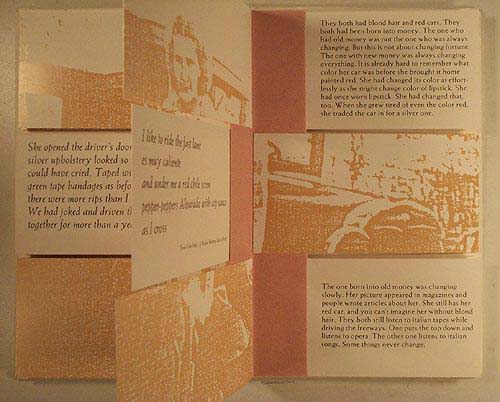 She opened the driver's door
silver upholstery looked so
could have cried. Taped wi
green tape bandages as befo
there were more rips than I
We had joked and driven t
together for more than a yea
I like to ride the fast lane
es muy caliente
and under me a red chile siren
pepper-peppers Alvarado with sauce
as I cross
They both had blond hair and red cars. They
both had been born into money. The one who
had old money was not the one who was always
changing. But this is not about changing fortune.
The one with new money was always changing
everything. It is already hard to remember what
color her car was before she brought it home
painted red. She had changed its color as effort-
lessly as she might change color of lipstick. She
had once worn lipstick. She had changed that,
too. When she grew tired of even the color red,
she traded the car in for a silver one.
The one born into old money was changing
slowly. Her picture appeared in magazines and
people wrote articles about her. She still has her
red car, and you can't imagine her without blond
hair. They both still listen to italian tapes while
driving the freeways. One puts the top down and
listens to opera. The other one listens to italian
songs. Some things never change.